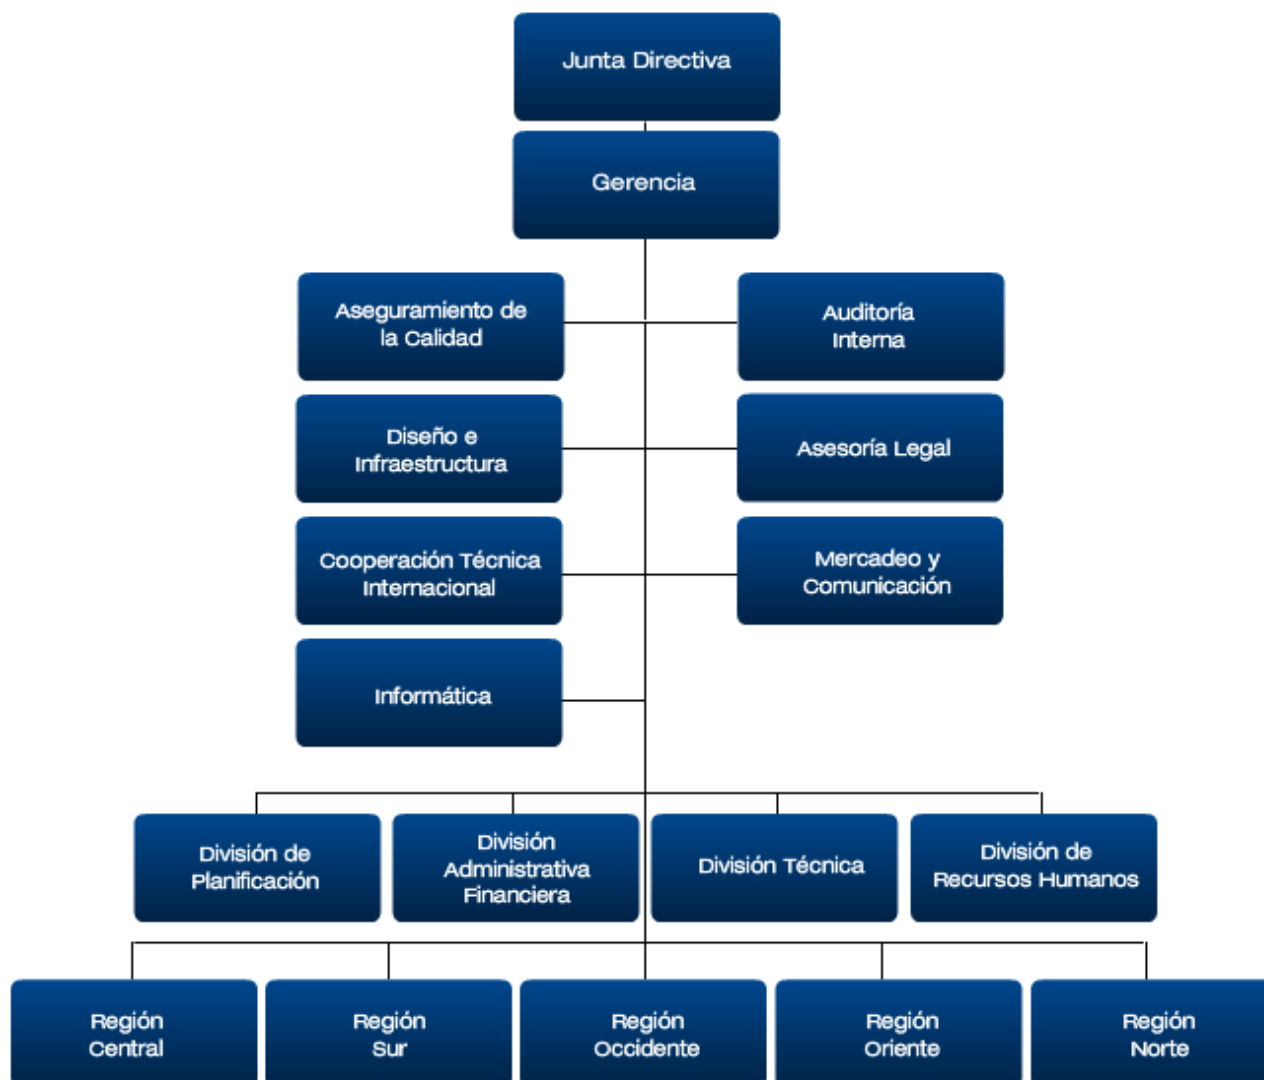 Junta Directiva
Gerencia
Aseguramiento de
la Calidad
Auditoría
Interna
Diseño e
Infraestructura
Asesoría Legal
Cooperación Técnica
Internacional
Mercadeo y
Comunicación
Informática
División de
Planificación
División
Administrativa
Financiera
División Técnica
División de
Recursos Humanos
Región
Central
Región
Sur
Región
Occidente
Región
Oriente
Región
Norte